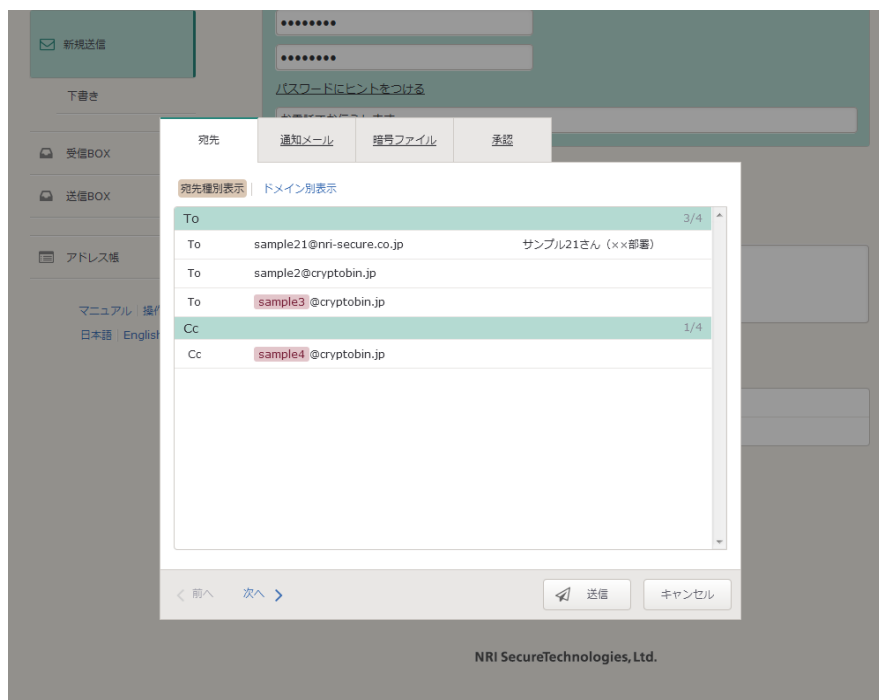 新規送信
••••••••
••••••••
下書き
パスワードにヒントをつける
宛先
通知メール
暗号ファイル
承認
受信BOX
送信BOX
宛先種別表示 | ドメイン別表示
To 3/4
To sample21@nri-secure.co.jp サンプル21さん（××部署）
To sample2@cryptobin.jp
To sample3 @cryptobin.jp
Cc 1/4
Cc sample4 @cryptobin.jp
アドレス帳
マニュアル | 操作
日本語 | English
前へ 次へ 送信 キャンセル
NRI SecureTechnologies, Ltd.